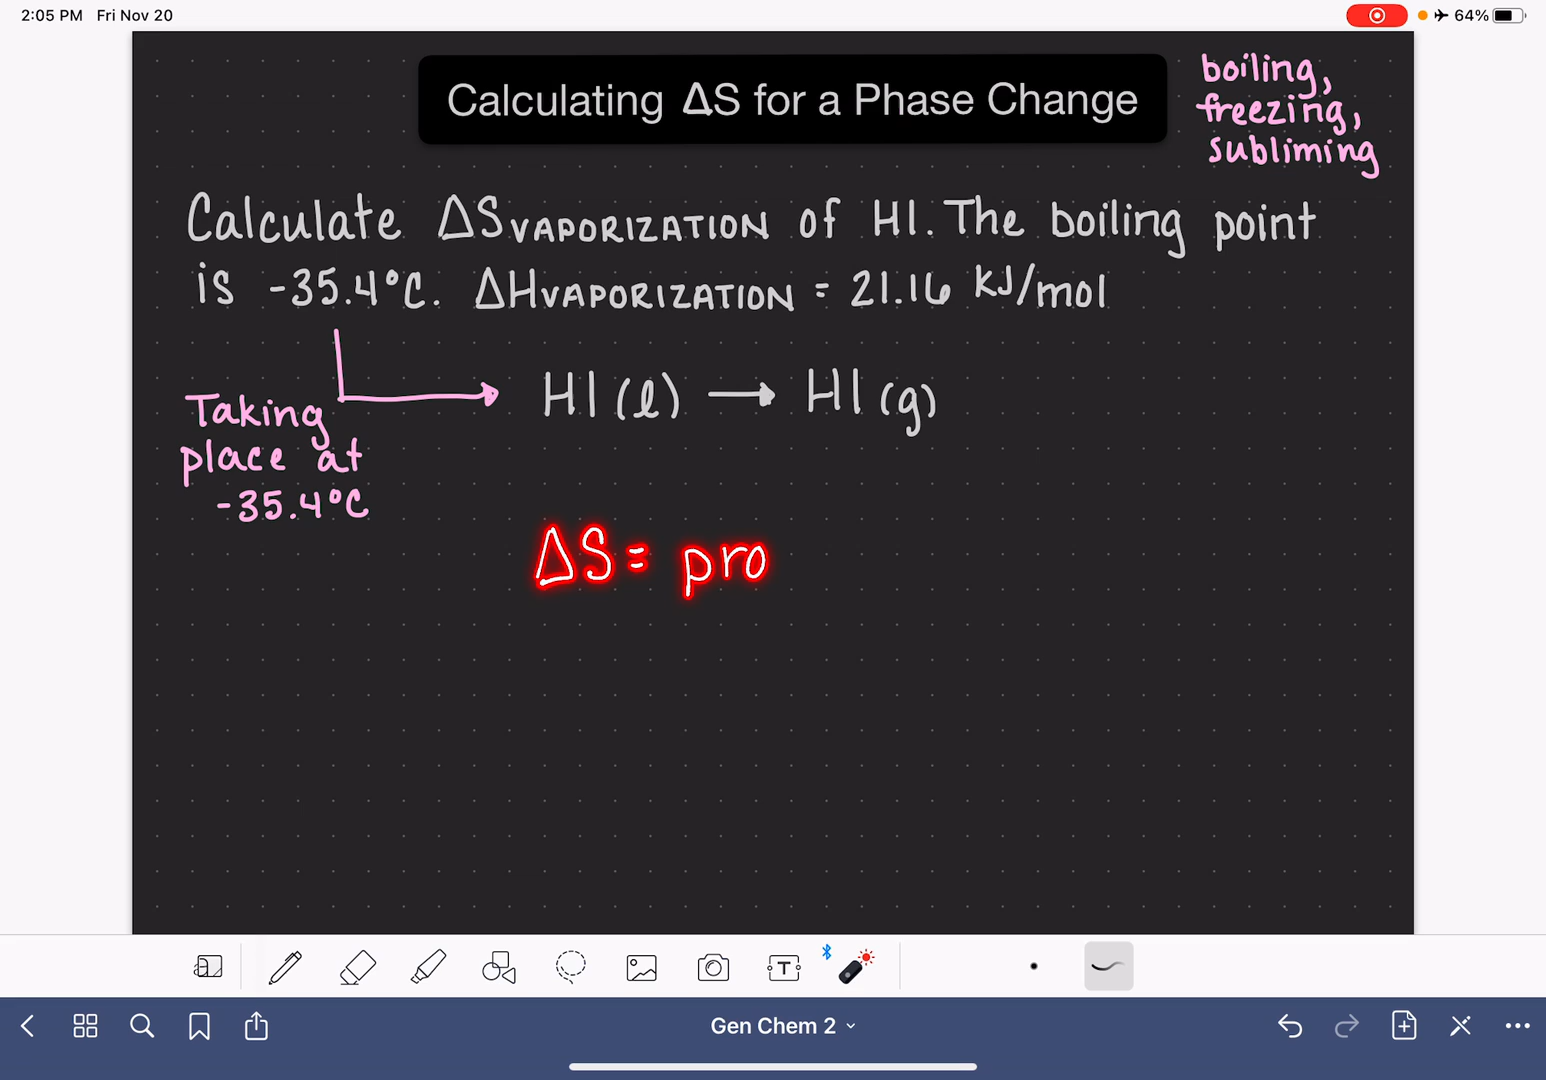 2:05 PM Fri Nov 20
64%
Calculating ΔS for a Phase Change
boiling,
freezing,
subliming
Calculate ΔSVAPORIZATION of HI. The boiling point
is -35.4°C. ΔHVAPORIZATION = 21.16 KJ/mol
HI(l) → HI(g)
Taking
place at
-35.4°C
ΔS= pro
T
Gen Chem 2